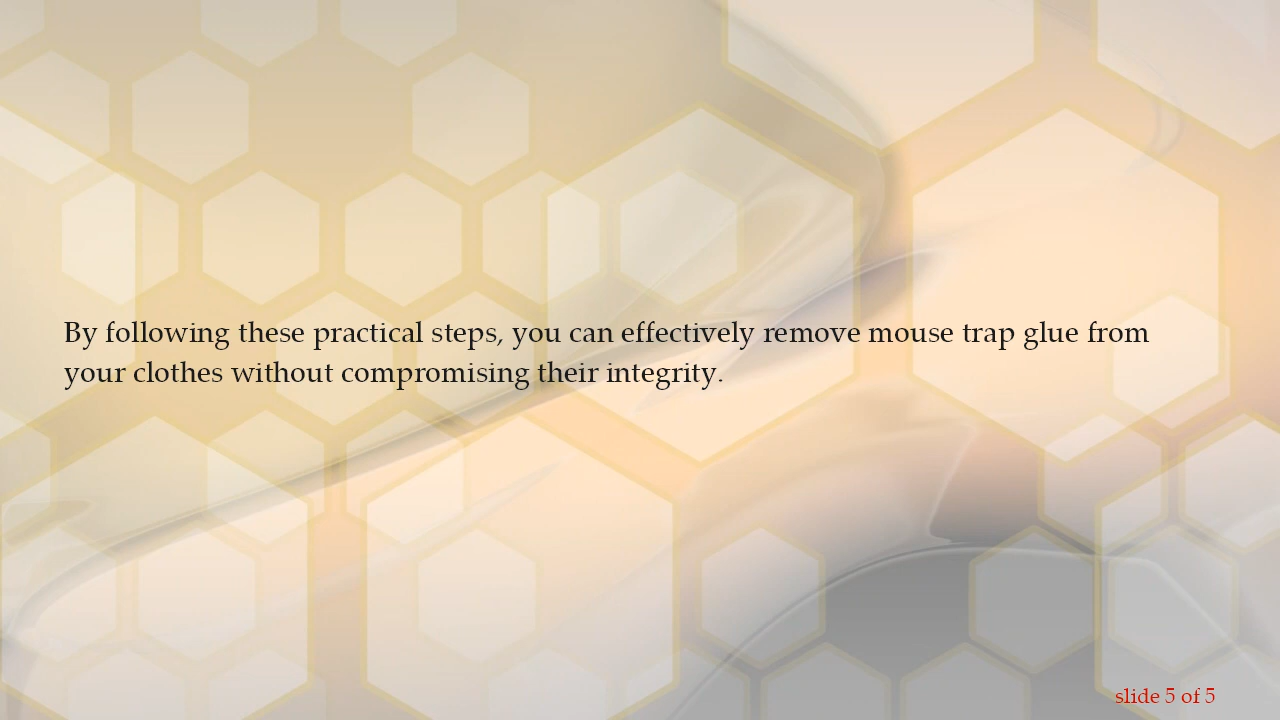 By following these practical steps, you can effectively remove mouse trap glue from
your clothes without compromising their integrity.
slide 5 of 5